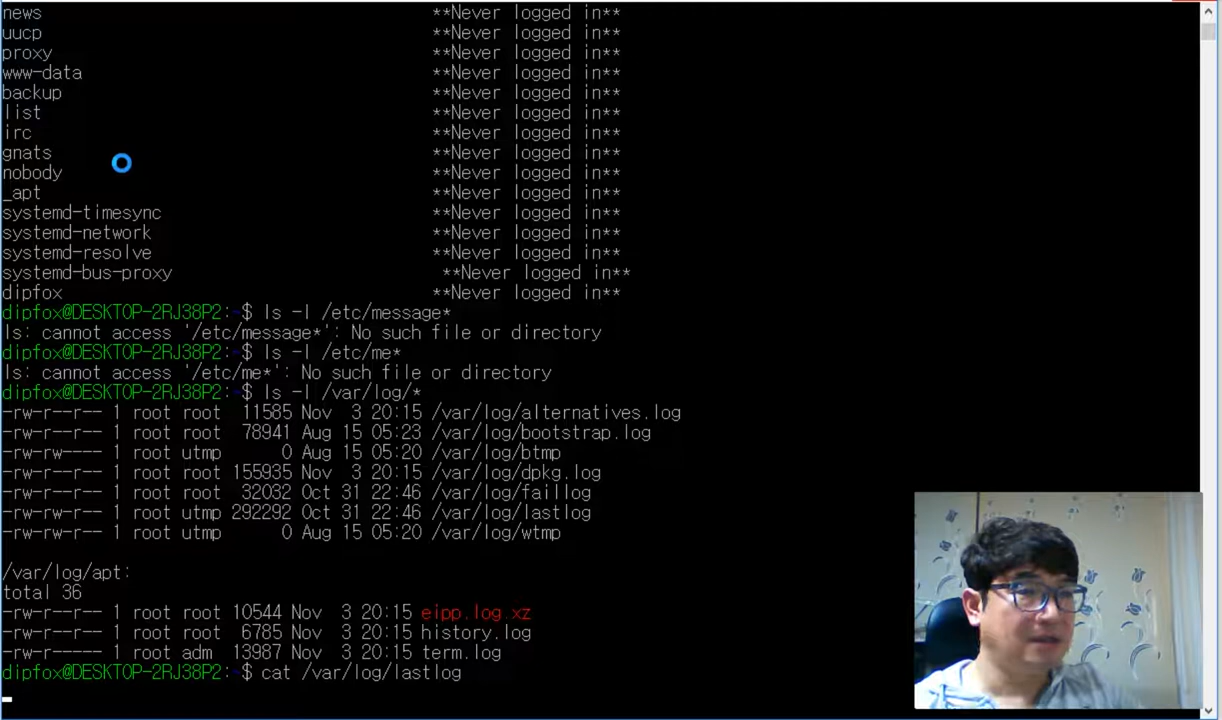 news **Never logged in**
uucp **Never logged in**
proxy **Never logged in**
www-data **Never logged in**
backup **Never logged in**
list **Never logged in**
irc **Never logged in**
gnats **Never logged in**
nobody **Never logged in**
_apt **Never logged in**
systemd-timesync **Never logged in**
systemd-network **Never logged in**
systemd-resolve **Never logged in**
systemd-bus-proxy **Never logged in**
dipfox **Never logged in**
dipfox@DESKTOP-2RJ38P2:~$ ls -l /etc/message*
ls: cannot access '/etc/message*': No such file or directory
dipfox@DESKTOP-2RJ38P2:~$ ls -l /etc/me*
ls: cannot access '/etc/me*': No such file or directory
dipfox@DESKTOP-2RJ38P2:~$ ls -l /var/log/*
-rw-r--r-- 1 root root 11585 Nov 3 20:15 /var/log/alternatives.log
-rw-r--r-- 1 root root 78941 Aug 15 05:23 /var/log/bootstrap.log
-rw-rw---- 1 root utmp 0 Aug 15 05:20 /var/log/btmp
-rw-r--r-- 1 root root 155935 Nov 3 20:15 /var/log/dpkg.log
-rw-r--r-- 1 root root 32032 Oct 31 22:46 /var/log/faillog
-rw-rw-r-- 1 root utmp 292292 Oct 31 22:46 /var/log/lastlog
-rw-rw-r-- 1 root utmp 0 Aug 15 05:20 /var/log/wtmp
/var/log/apt:
total 36
-rw-r--r-- 1 root root 10544 Nov 3 20:15 eipp.log.xz
-rw-r--r-- 1 root root 6785 Nov 3 20:15 history.log
-rw-r----- 1 root adm 13987 Nov 3 20:15 term.log
dipfox@DESKTOP-2RJ38P2:~$ cat /var/log/lastlog